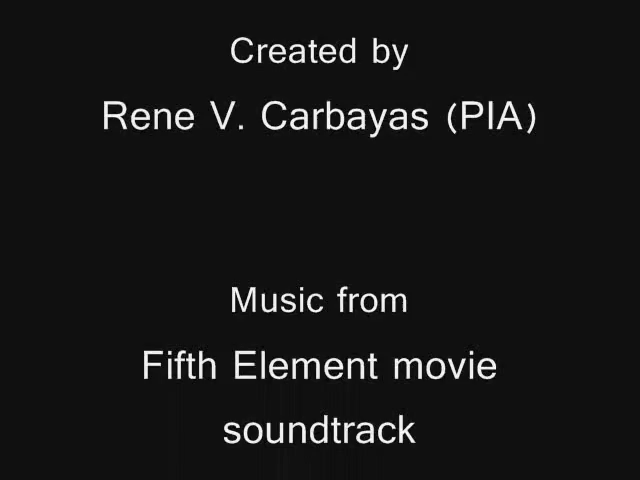 Created by
Rene V. Carbayas (PIA)
Music from
Fifth Element movie
soundtrack